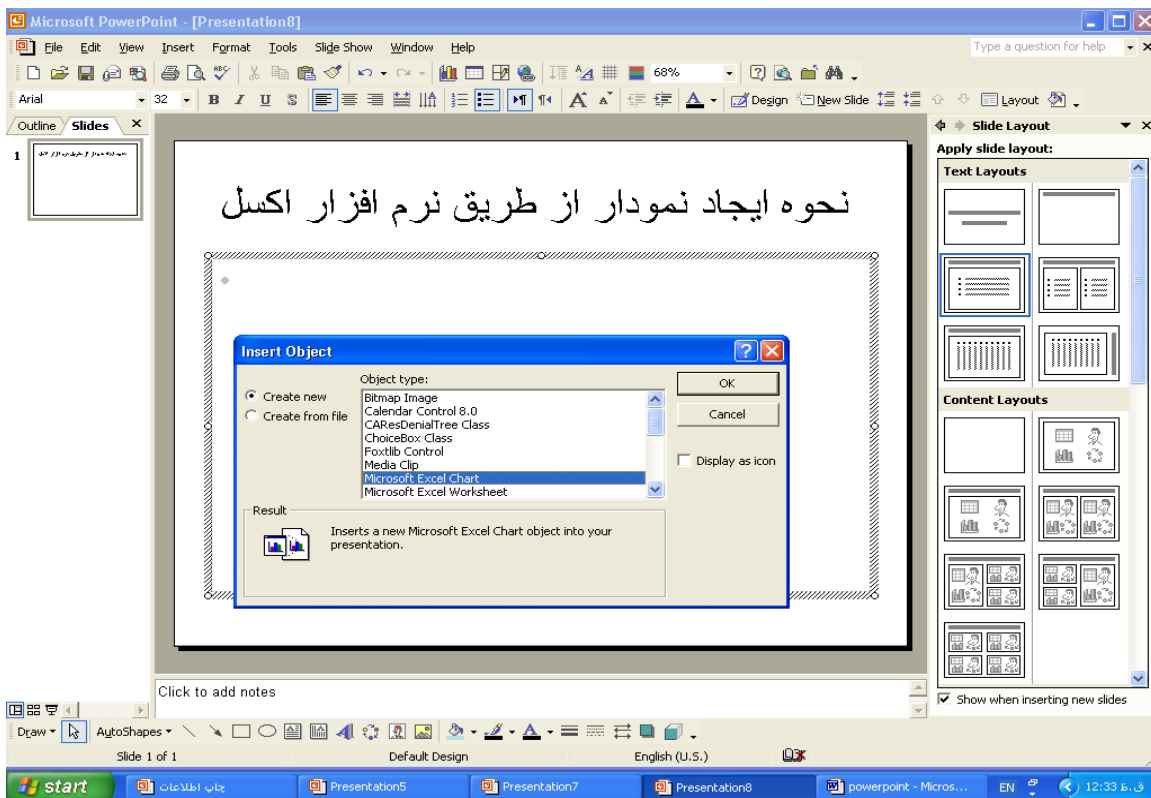 Microsoft PowerPoint - [Presentation8]
File Edit View Insert Format Tools Slide Show Window Help
Type a question for help
68%
Arial 32 B I U S Design New Slide Layout
Outline Slides
Slide Layout
Apply slide layout:
Text Layouts
1
نحوه ایجاد نمودار از طریق نرم افزار اکسل
Insert Object
Object type:
Create new
Create from file
Bitmap Image
Calendar Control 8.0
CAResDenialTree Class
ChoiceBox Class
Foxtlib Control
Media Clip
Microsoft Excel Chart
Microsoft Excel Worksheet
OK
Cancel
Display as icon
Result
Inserts a new Microsoft Excel Chart object into your
presentation.
Content Layouts
Show when inserting new slides
Click to add notes
Draw AutoShapes
Slide 1 of 1 Default Design English (U.S.)
start چاپ اطلاعات Presentation5 Presentation7 Presentation8 powerpoint - Micros... EN 12:33 ق.ظ